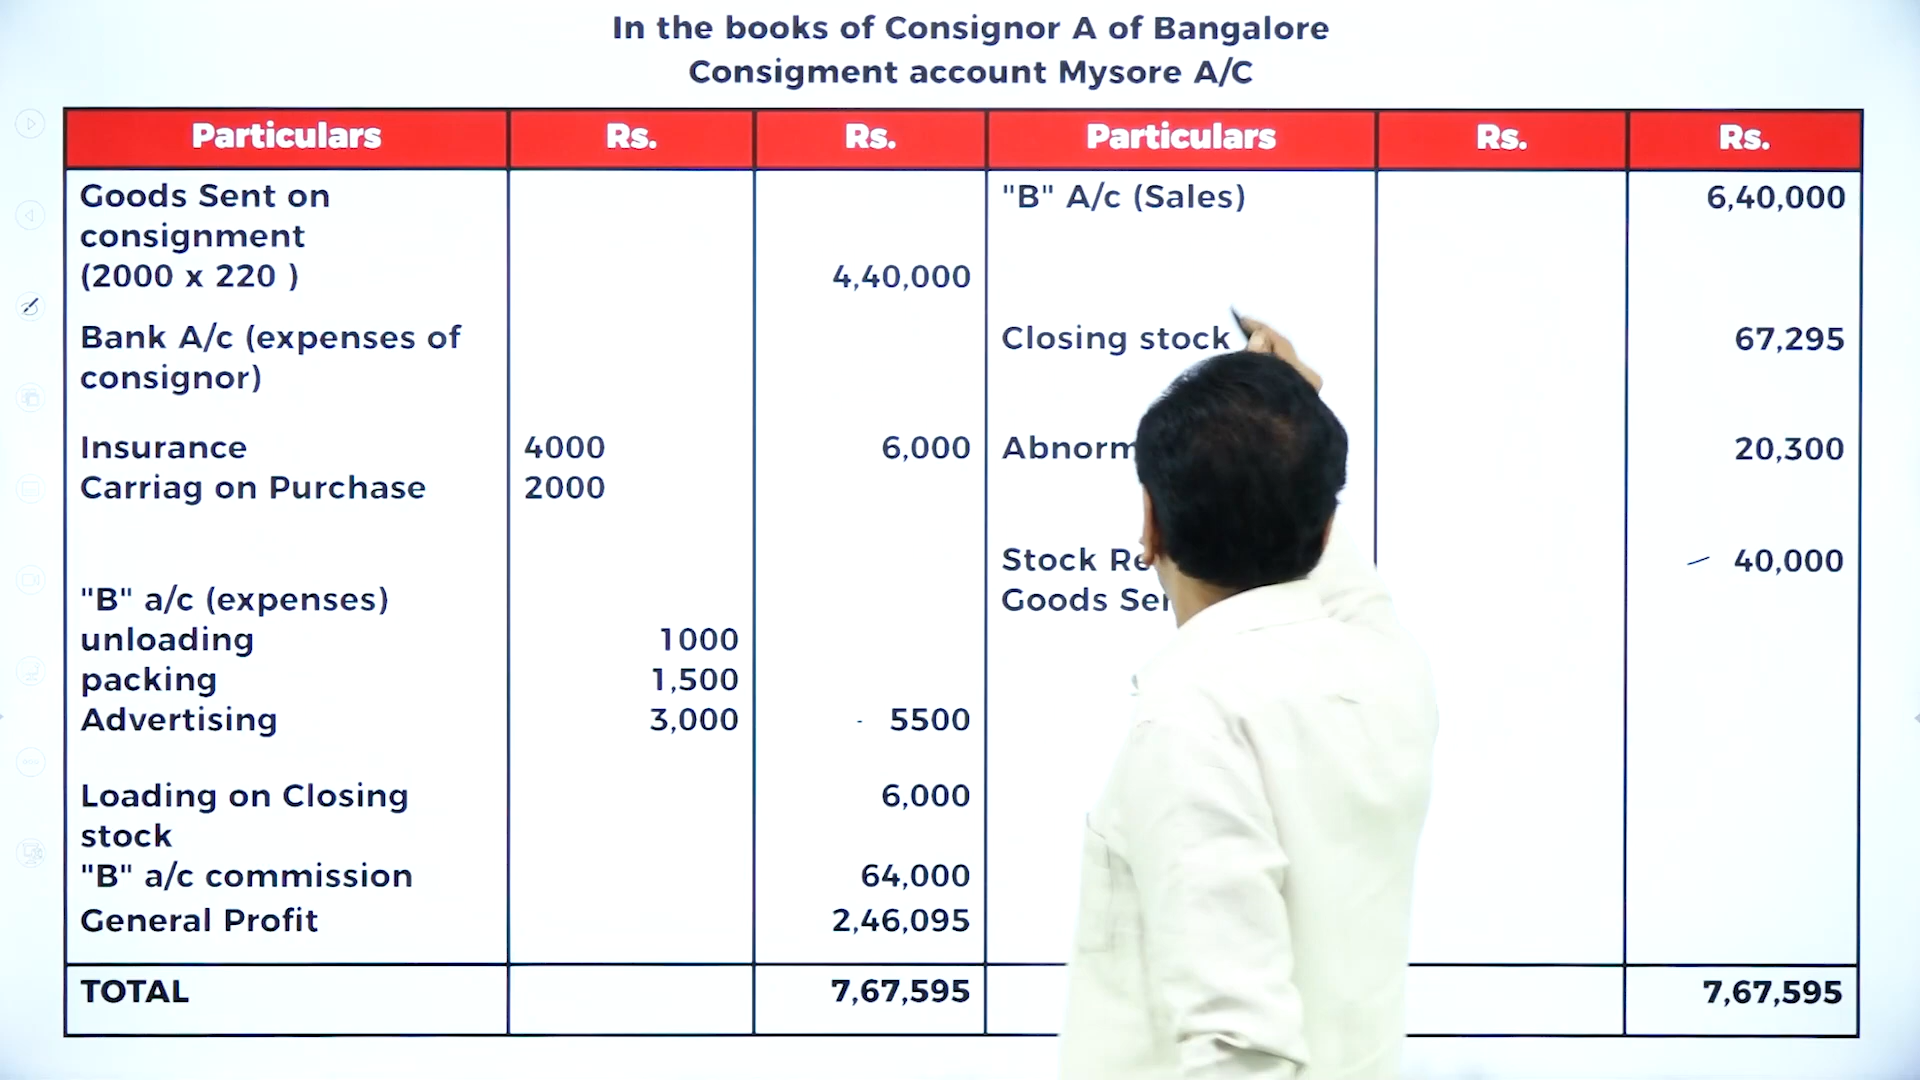 In the books of Consignor A of Bangalore
Consigment account Mysore A/C
Particulars Rs. Rs. Particulars Rs. Rs.
Goods Sent on "B" A/c (Sales) 6,40,000
consignment
(2000 x 220 ) 4,40,000
Bank A/c (expenses of Closing stock 67,295
consignor)
Insurance 4000 6,000 20,300
Carriag on Purchase 2000
Stock 40,000
"B" a/c (expenses) Goods
unloading 1000
packing 1,500
Advertising 3,000 5500
Loading on Closing 6,000
stock
"B" a/c commission 64,000
General Profit 2,46,095
TOTAL 7,67,595 7,67,595